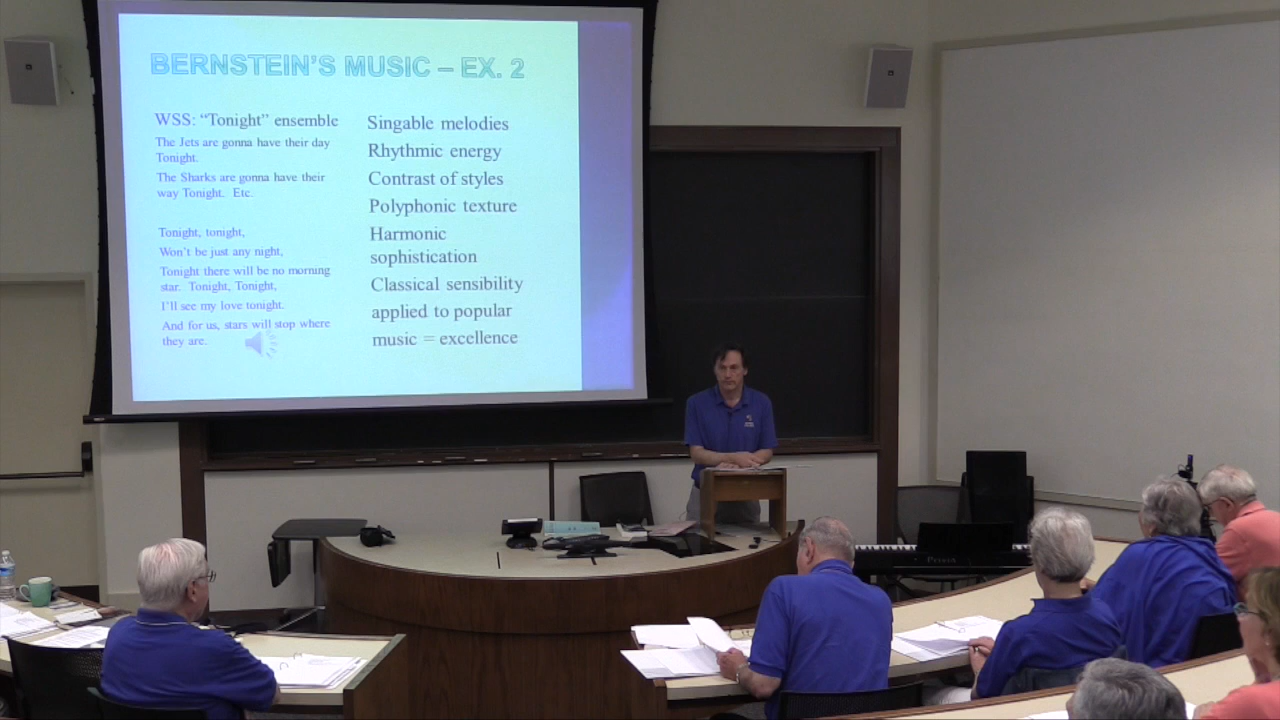 BERNSTEIN'S MUSIC – EX. 2
WSS: “Tonight” ensemble
The Jets are gonna have their day
Tonight.
The Sharks are gonna have their
way Tonight.  Etc.
Tonight, tonight,
Won't be just any night,
Tonight there will be no morning
star.  Tonight, Tonight,
I'll see my love tonight.
And for us, stars will stop where
they are.
Singable melodies
Rhythmic energy
Contrast of styles
Polyphonic texture
Harmonic
sophistication
Classical sensibility
applied to popular
music = excellence